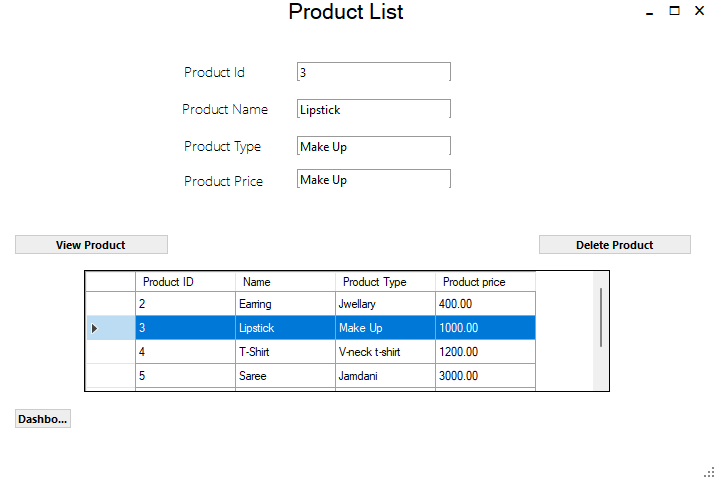 Product List
Product Id 3
Product Name Lipstick
Product Type Make Up
Product Price Make Up
View Product Delete Product
Product ID Name Product Type Product price
2 Earring Jwellary 400.00
3 Lipstick Make Up 1000.00
4 T-Shirt V-neck t-shirt 1200.00
5 Saree Jamdani 3000.00
Dashbo...